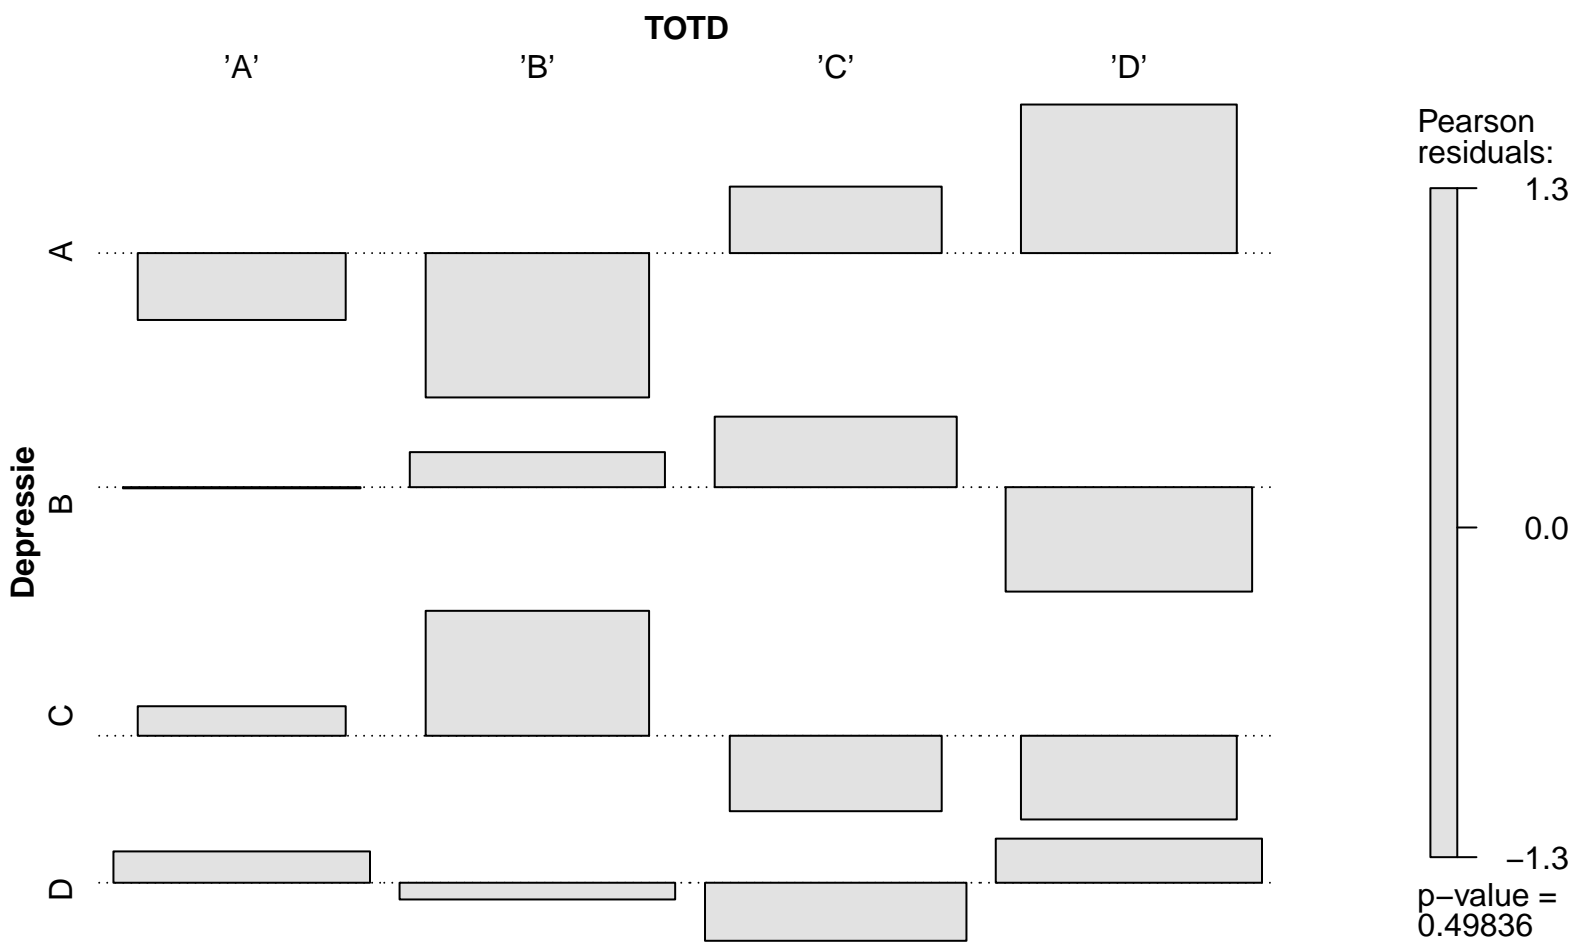 TOTD
’A’ ’B’ ’C’ ’D’
Depressie
A
B
C
D
Pearson
residuals:
1.3
0.0
−1.3
p−value =
0.49836